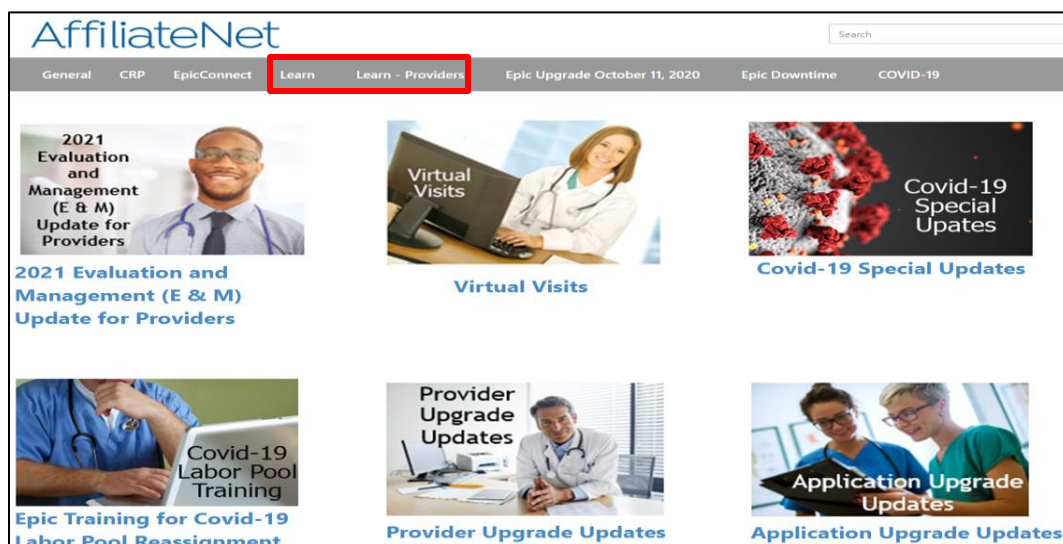 AffiliateNet
Search
General CRP EpicConnect Learn Learn - Providers Epic Upgrade October 11, 2020 Epic Downtime COVID-19
2021
Evaluation
and
Management
(E & M)
Update for
Providers
2021 Evaluation and
Management (E & M)
Update for Providers
Virtual
Visits
Virtual Visits
Covid-19
Special
Upates
Covid-19 Special Updates
Covid-19
Labor Pool
Training
Epic Training for Covid-19
Labor Pool Reassignment
Provider
Upgrade
Updates
Provider Upgrade Updates
Application Upgrade
Updates
Application Upgrade Updates